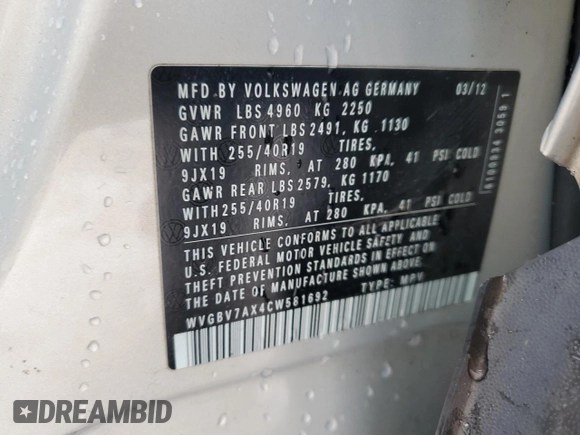 MFD BY VOLKSWAGEN AG GERMANY 03/12
GVWR LBS 4960 KG 2250
GAWR FRONT LBS 2491, KG 1130
WITH 255/40R19 TIRES,
9JX19 RIMS, AT 280 KPA, 41 PSI COLD
GAWR REAR LBS 2579, KG 1170
WITH 255/40R19 TIRES,
9JX19 RIMS, AT 280 KPA, 41 PSI COLD
THIS VEHICLE CONFORMS TO ALL APPLICABLE
U.S. FEDERAL MOTOR VEHICLE SAFETY AND
THEFT PREVENTION STANDARDS IN EFFECT ON
THE DATE OF MANUFACTURE SHOWN ABOVE.
WVGBV7AX4CW581692 TYPE: MPV
DREAMBID